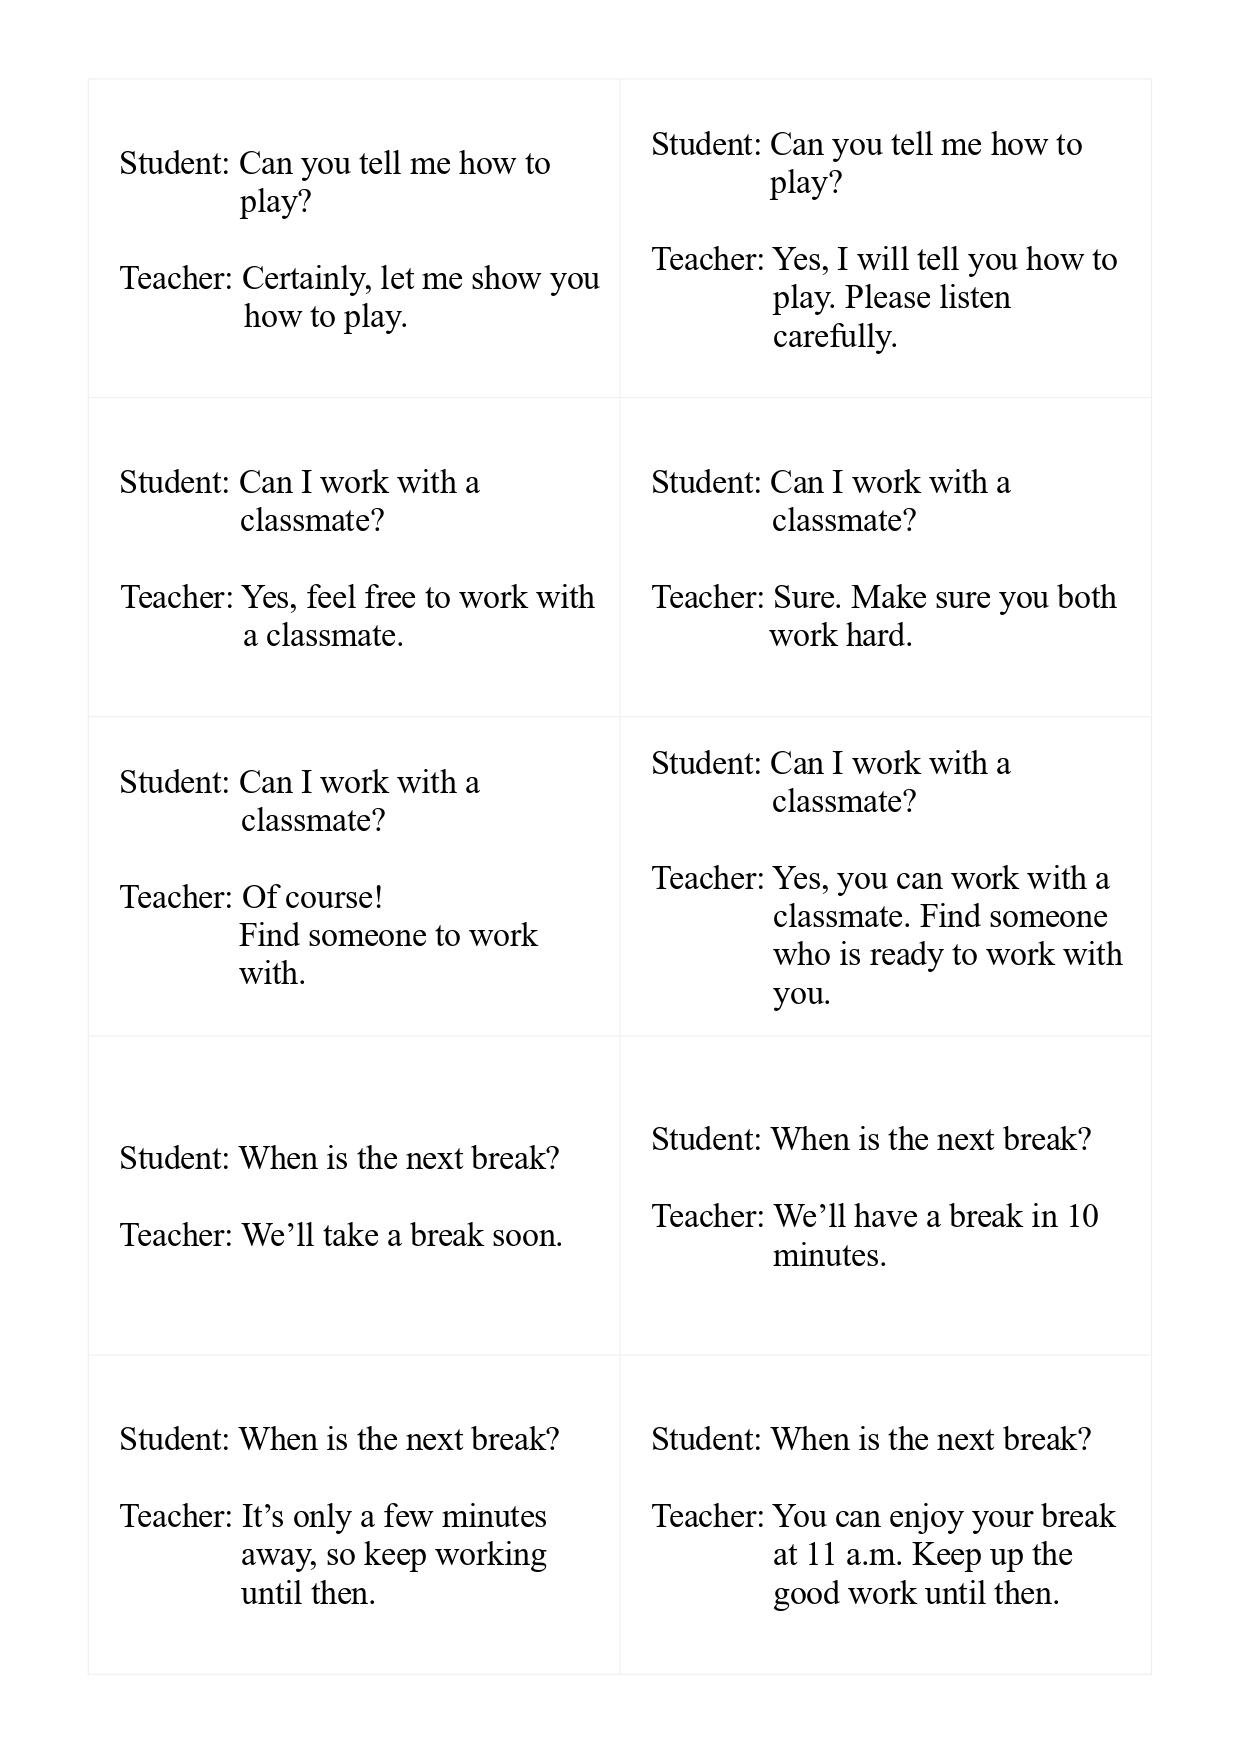 Student: Can you tell me how to
play?
Teacher: Certainly, let me show you
how to play.
Student: Can you tell me how to
play?
Teacher: Yes, I will tell you how to
play. Please listen
carefully.
Student: Can I work with a
classmate?
Teacher: Yes, feel free to work with
a classmate.
Student: Can I work with a
classmate?
Teacher: Sure. Make sure you both
work hard.
Student: Can I work with a
classmate?
Teacher: Of course!
Find someone to work
with.
Student: Can I work with a
classmate?
Teacher: Yes, you can work with a
classmate. Find someone
who is ready to work with
you.
Student: When is the next break?
Teacher: We’ll take a break soon.
Student: When is the next break?
Teacher: We’ll have a break in 10
minutes.
Student: When is the next break?
Teacher: It’s only a few minutes
away, so keep working
until then.
Student: When is the next break?
Teacher: You can enjoy your break
at 11 a.m. Keep up the
good work until then.